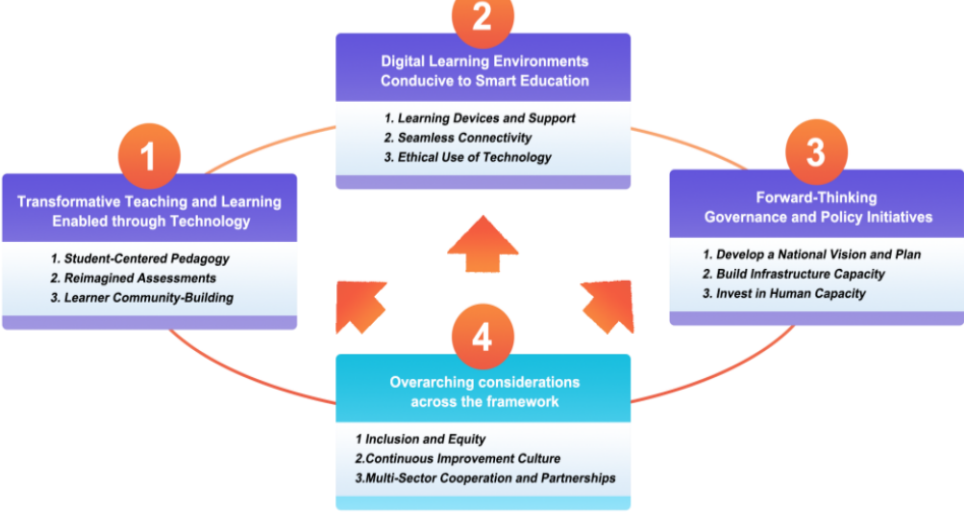 1
Transformative Teaching and Learning
Enabled through Technology
1. Student-Centered Pedagogy
2. Reimagined Assessments
3. Learner Community-Building
2
Digital Learning Environments
Conducive to Smart Education
1. Learning Devices and Support
2. Seamless Connectivity
3. Ethical Use of Technology
3
Forward-Thinking
Governance and Policy Initiatives
1. Develop a National Vision and Plan
2. Build Infrastructure Capacity
3. Invest in Human Capacity
4
Overarching considerations
across the framework
1 Inclusion and Equity
2.Continuous Improvement Culture
3.Multi-Sector Cooperation and Partnerships